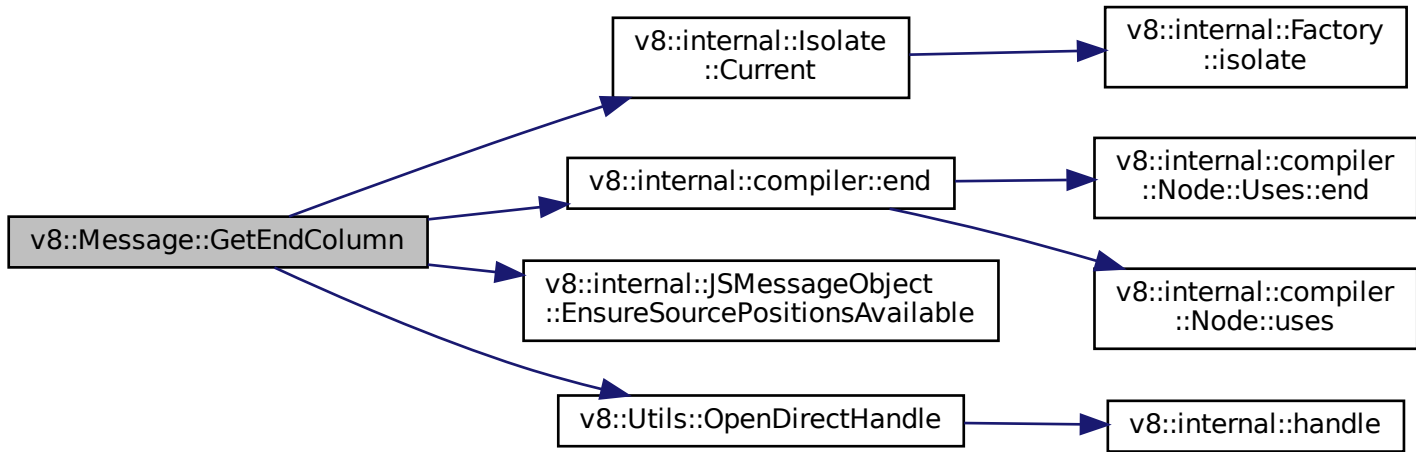 v8::Message::GetEndColumn
v8::internal::Isolate
::Current
v8::internal::Factory
::isolate
v8::internal::compiler::end
v8::internal::compiler
::Node::Uses::end
v8::internal::compiler
::Node::uses
v8::internal::JSMessageObject
::EnsureSourcePositionsAvailable
v8::Utils::OpenDirectHandle
v8::internal::handle